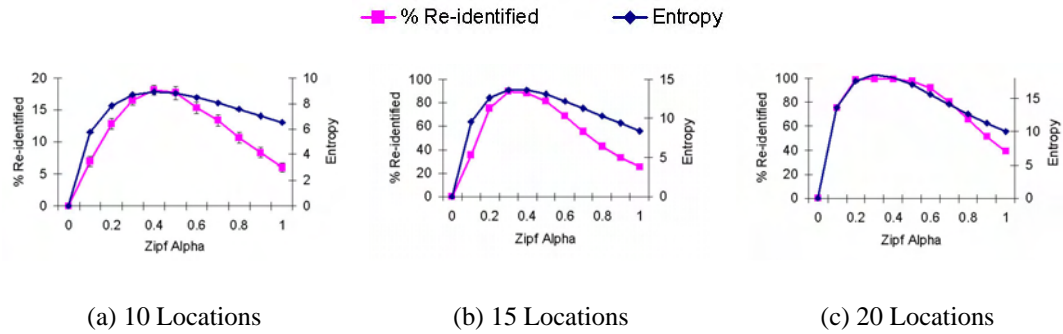 % Re-identified Entropy
20 15 10 5 0
% Re-identified
10 8 6 4 2 0
Entropy
0 0.2 0.4 0.6 0.8 1
Zipf Alpha
(a) 10 Locations
100 80 60 40 20 0
% Re-identified
15 10 5 0
Entropy
0 0.2 0.4 0.6 0.8 1
Zipf Alpha
(b) 15 Locations
100 80 60 40 20 0
% Re-identified
15 10 5 0
Entropy
0 0.2 0.4 0.6 0.8 1
Zipf Alpha
(c) 20 Locations